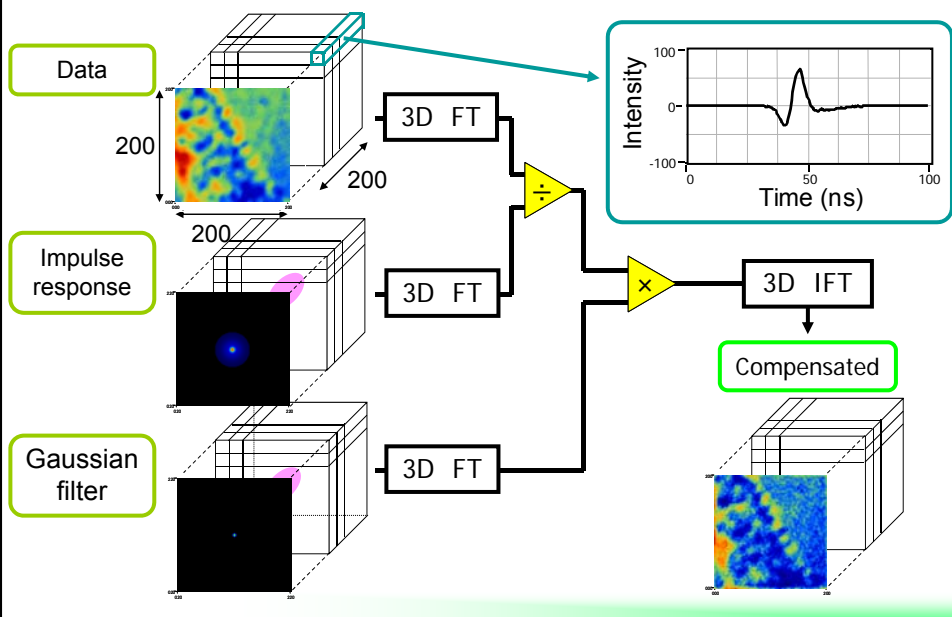 Data
200
200
200
3D FT
÷
Intensity
100
0
-100
0
50
100
Time (ns)
Impulse
response
3D FT
×
3D IFT
Compensated
Gaussian
filter
3D FT